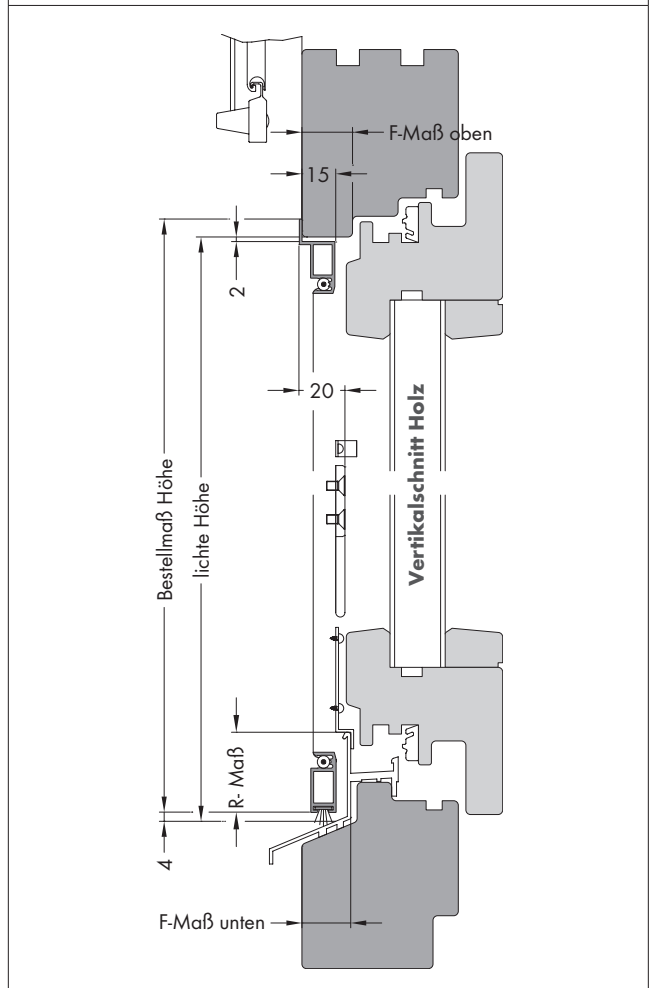 F-Maß oben
15
2
20
Vertikalschnitt Holz
Bestellmaß Höhe
lichte Höhe
R- Maß
4
F-Maß unten